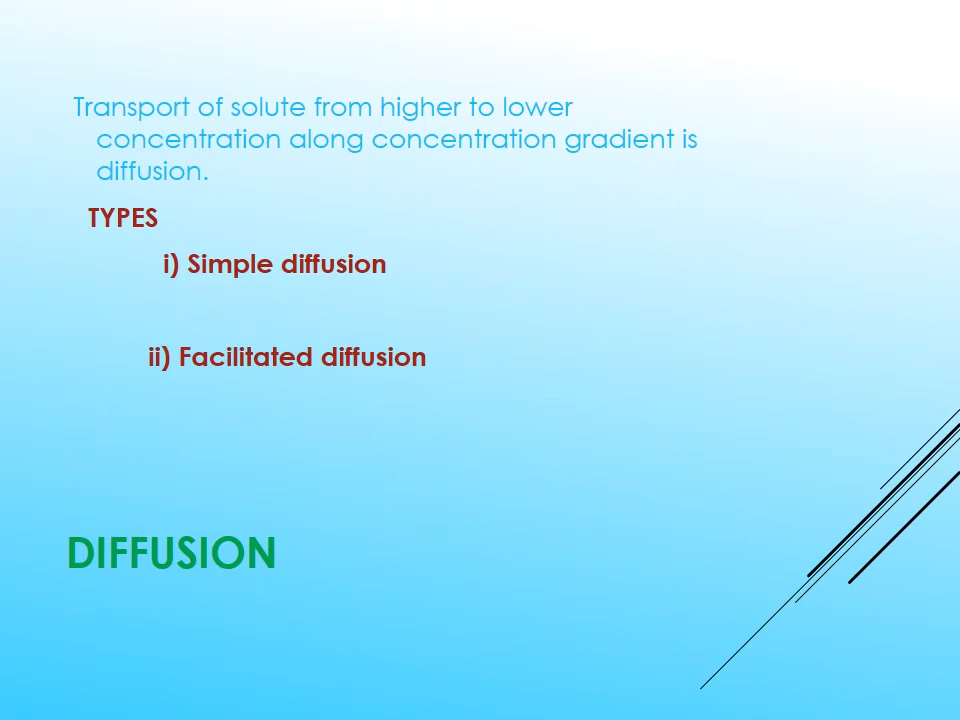 Transport of solute from higher to lower
concentration along concentration gradient is
diffusion.
TYPES
i) Simple diffusion
ii) Facilitated diffusion
DIFFUSION